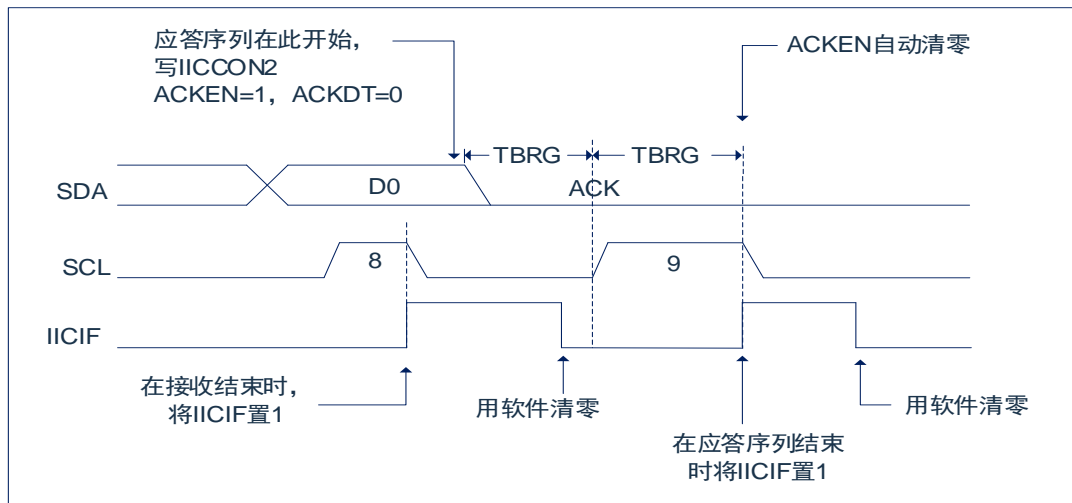 应答序列在此开始，
写IICCON2
ACKEN=1，ACKDT=0
ACKEN自动清零
TBRG
TBRG
SDA
D0
ACK
SCL
8
9
IICIF
在接收结束时，
将IICIF置1
用软件清零
在应答序列结束
时将IICIF置1
用软件清零